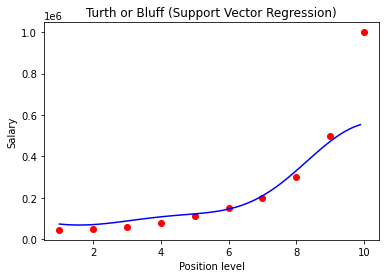 Turth or Bluff (Support Vector Regression)
1e6
1.0
0.8
0.6
0.4
0.2
0.0
Salary
2 4 6 8 10
Position level